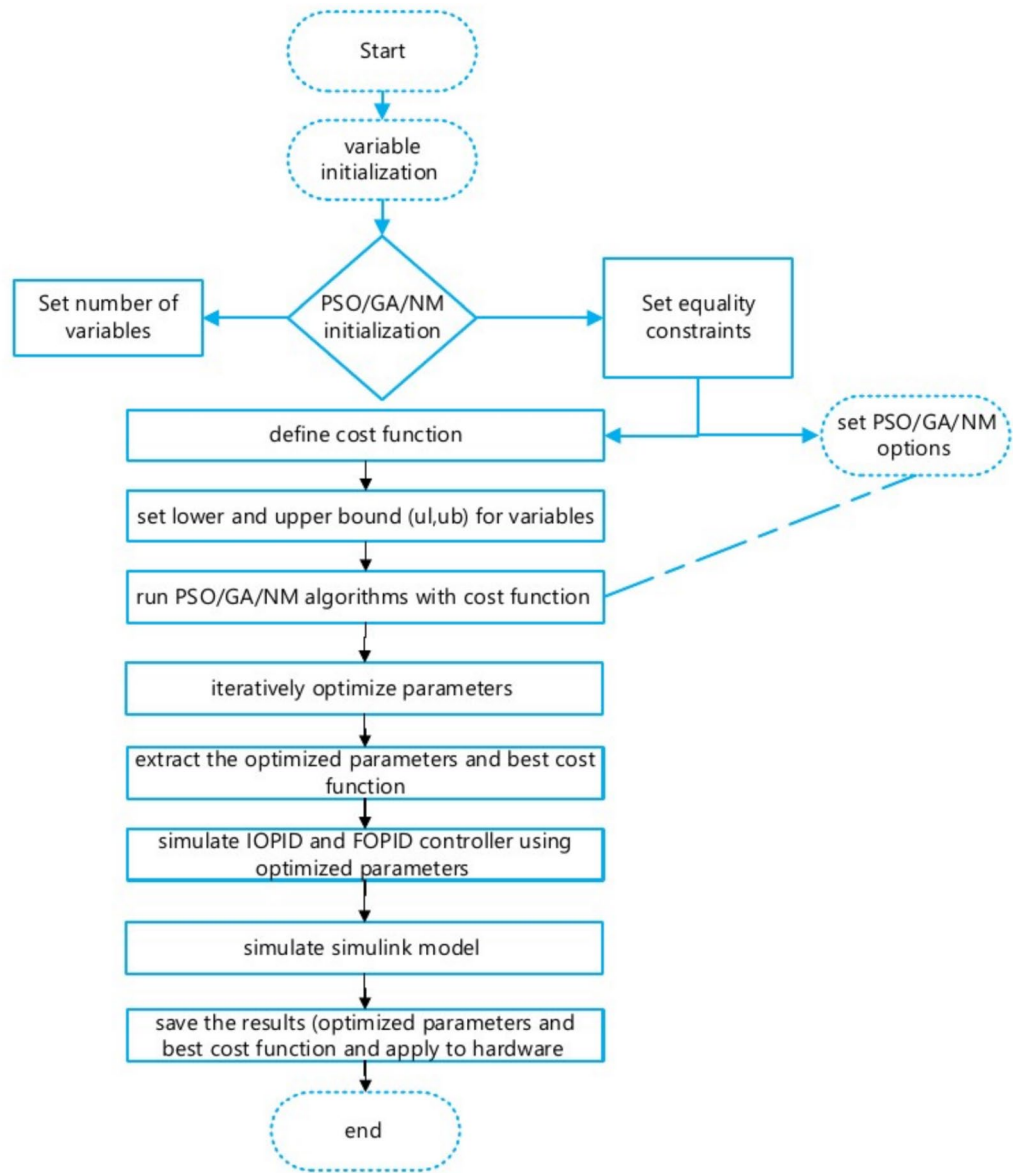 Start
variable
initialization
Set number of
variables
PSO/GA/NM
initialization
Set equality
constraints
define cost function
set PSO/GA/NM
options
set lower and upper bound (ul,ub) for variables
run PSO/GA/NM algorithms with cost function
iteratively optimize parameters
extract the optimized parameters and best cost
function
simulate IOPID and FOPID controller using
optimized parameters
simulate simulink model
save the results (optimized parameters and
best cost function and apply to hardware
end